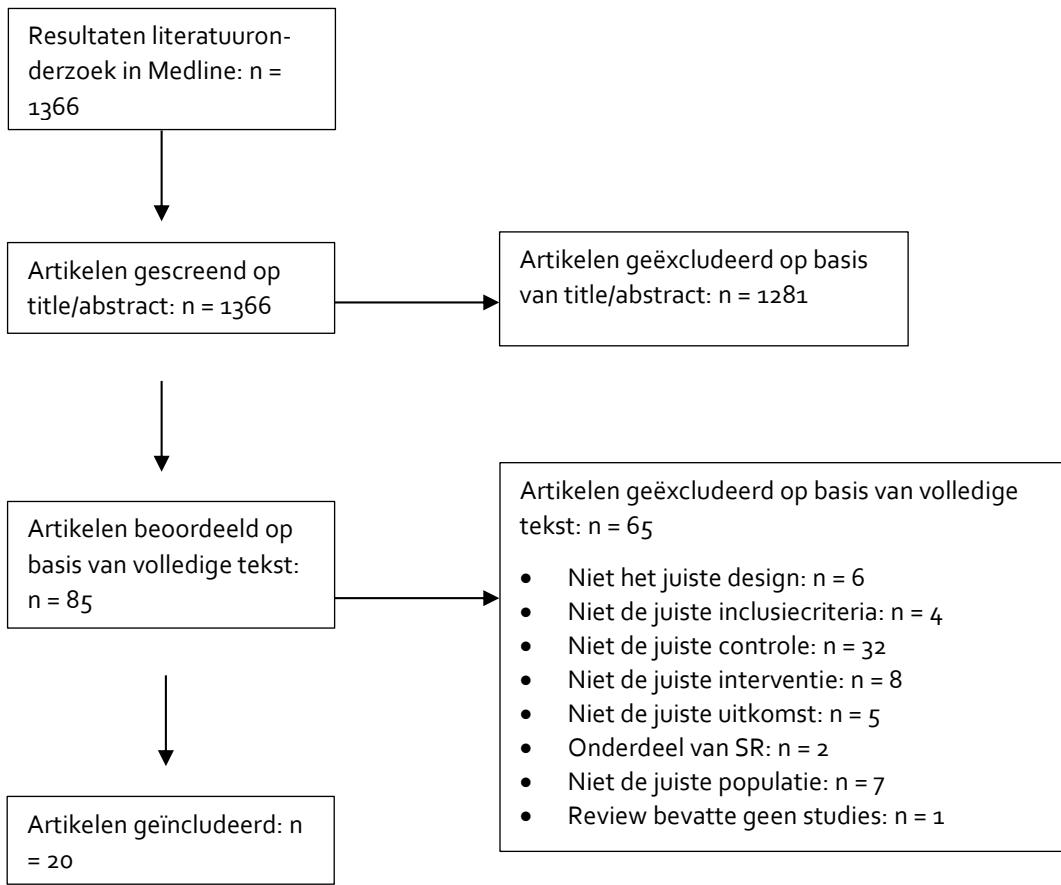 Resultaten literatuuron-
derzoek in Medline: n =
1366
Artikelen gescreend op
title/abstract: n = 1366
Artikelen geëxcludeerd op basis
van title/abstract: n = 1281
Artikelen beoordeeld op
basis van volledige tekst:
n = 85
Artikelen geëxcludeerd op basis van volledige
tekst: n = 65
• Niet het juiste design: n = 6
• Niet de juiste inclusiecriteria: n = 4
• Niet de juiste controle: n = 32
• Niet de juiste interventie: n = 8
• Niet de juiste uitkomst: n = 5
• Onderdeel van SR: n = 2
• Niet de juiste populatie: n = 7
• Review bevatte geen studies: n = 1
Artikelen geïncludeerd: n
= 20